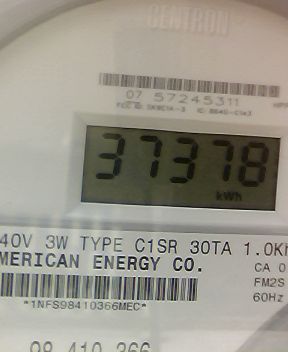 CENTRON
07 57245311
37378
kWh
40V 3W TYPE C1SR 30TA 1.0K
MERICAN ENERGY CO.
CA 0
FM2S
60Hz
*1NFS98410366MEC*
98 410 366